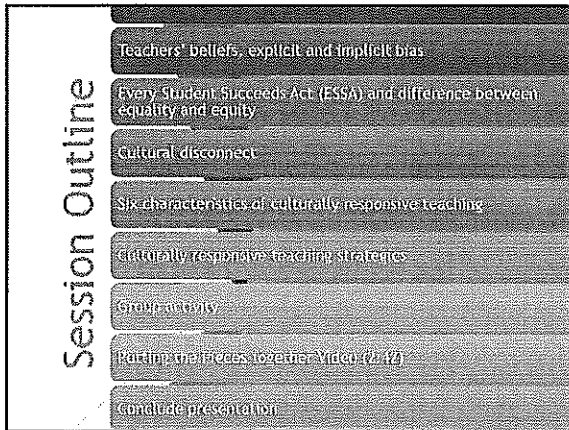 Session Outline
Teachers' beliefs, explicit and implicit bias
Every Student Succeeds Act (ESSA) and difference between
equality and equity
Cultural disconnect
Six characteristics of culturally responsive teaching
Culturally responsive teaching strategies
Group activity
Putting the Pieces Together Video (2:42)
Conclude presentation